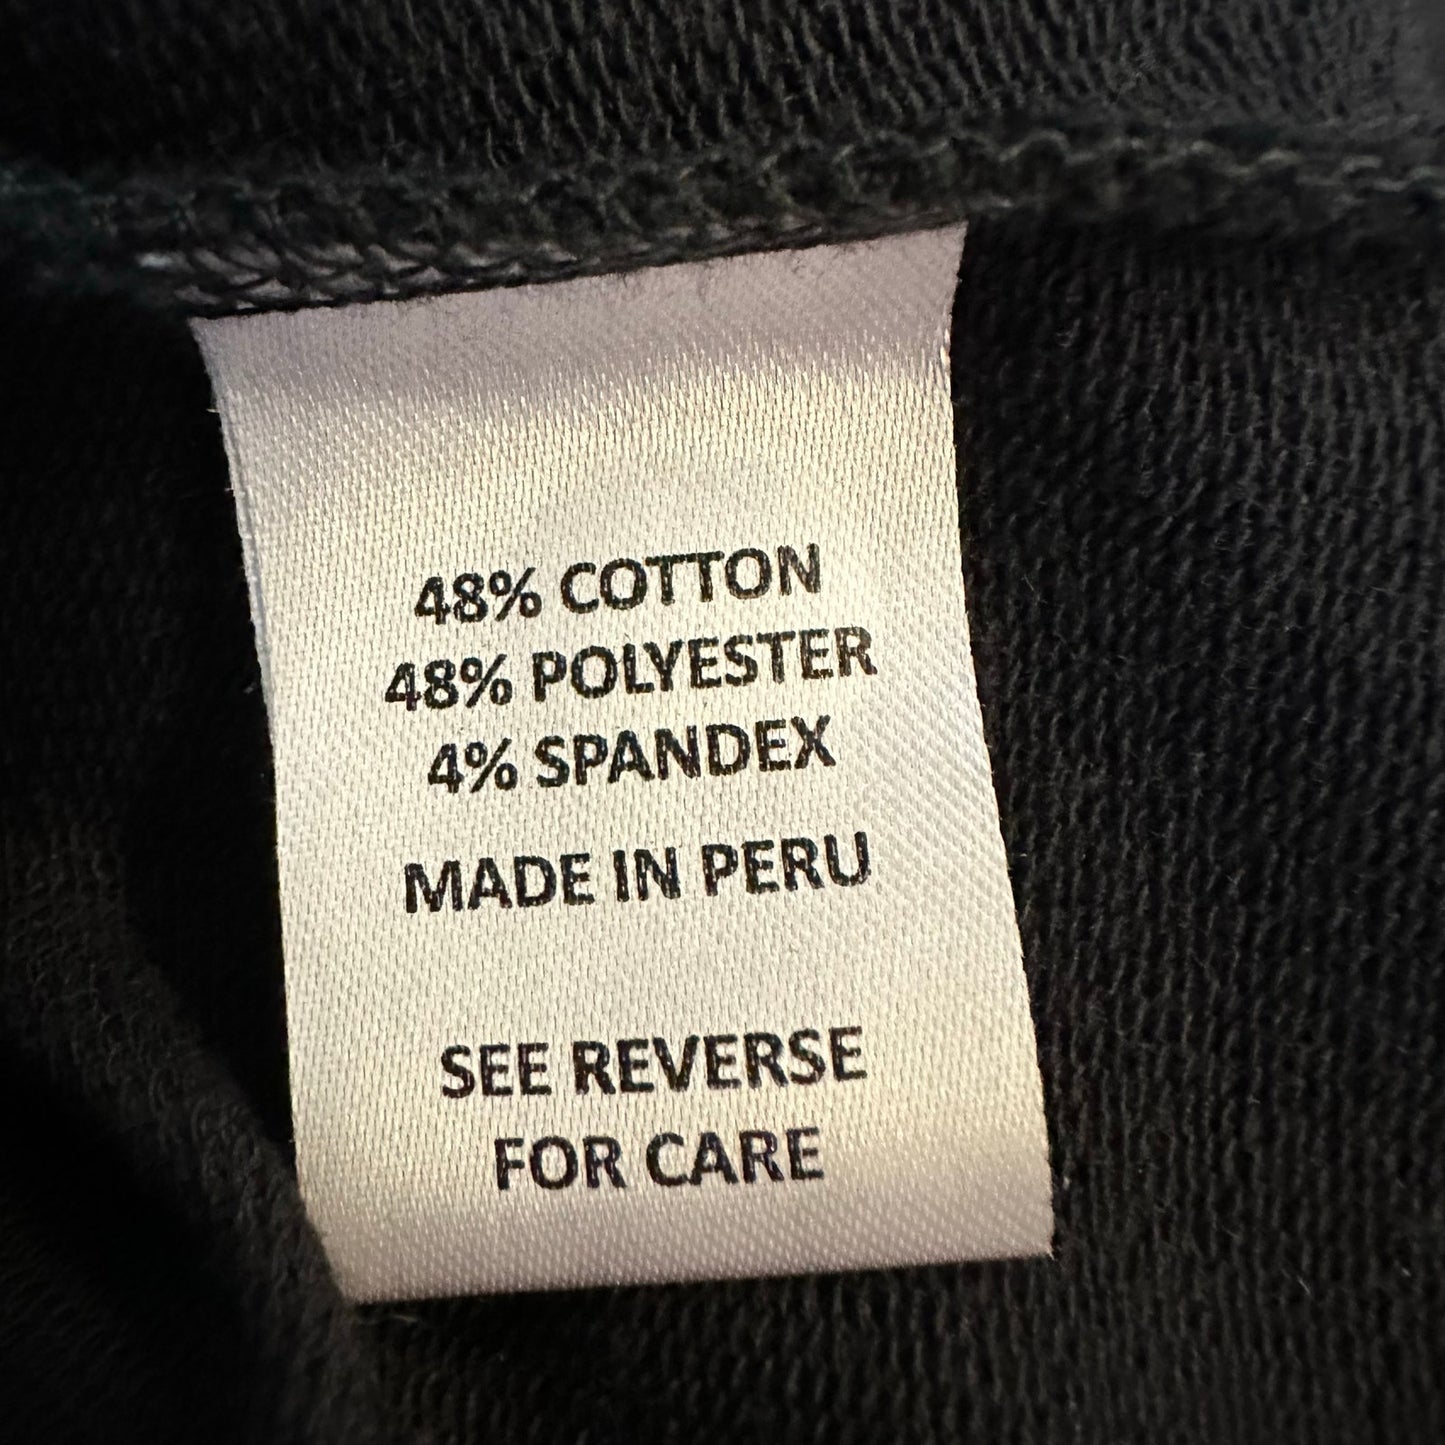 48% COTTON
48% POLYESTER
4% SPANDEX
MADE IN PERU
SEE REVERSE
FOR CARE